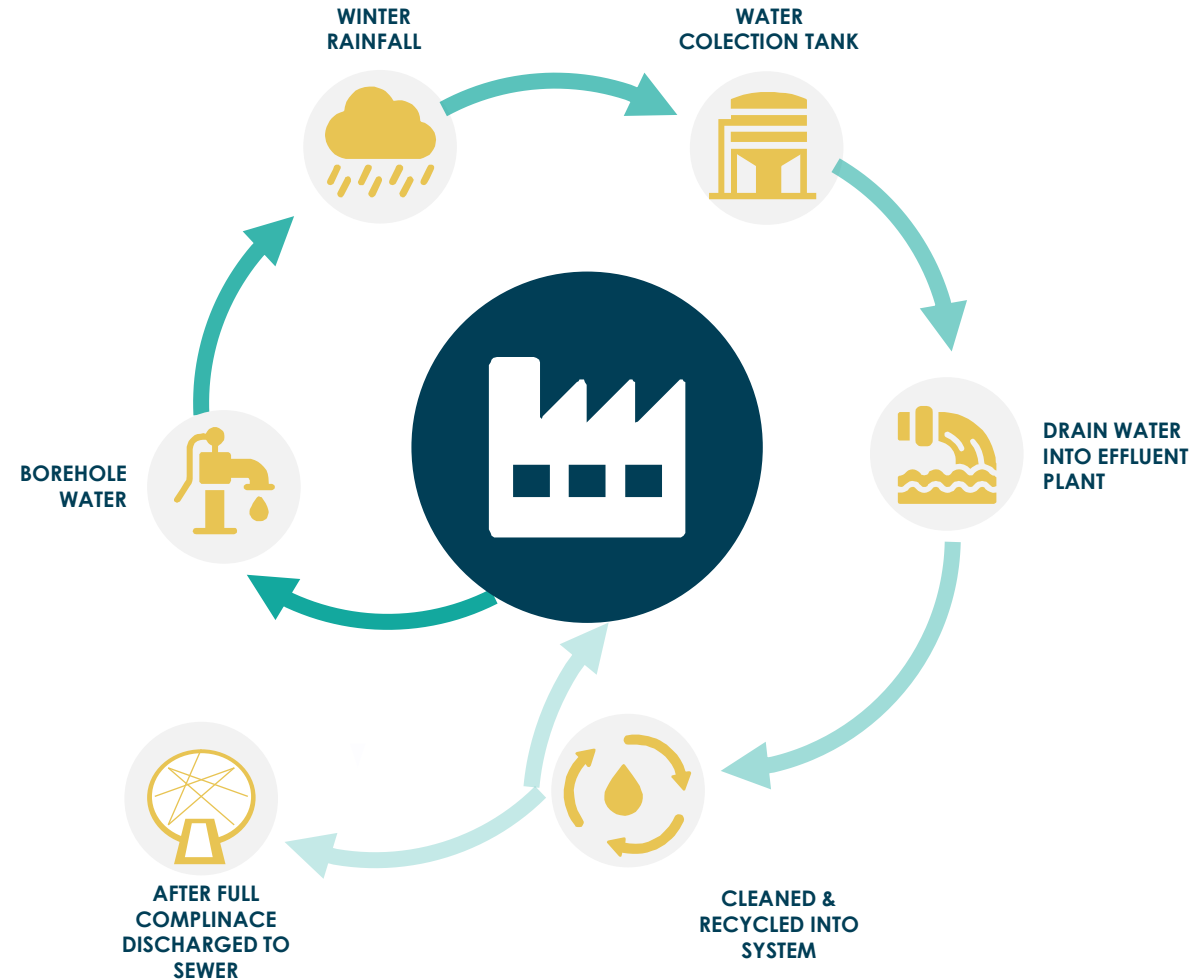 WINTER
RAINFALL
WATER
COLECTION TANK
DRAIN WATER
INTO EFFLUENT
PLANT
BOREHOLE
WATER
CLEANED &
RECYCLED INTO
SYSTEM
AFTER FULL
COMPLINACE
DISCHARGED TO
SEWER